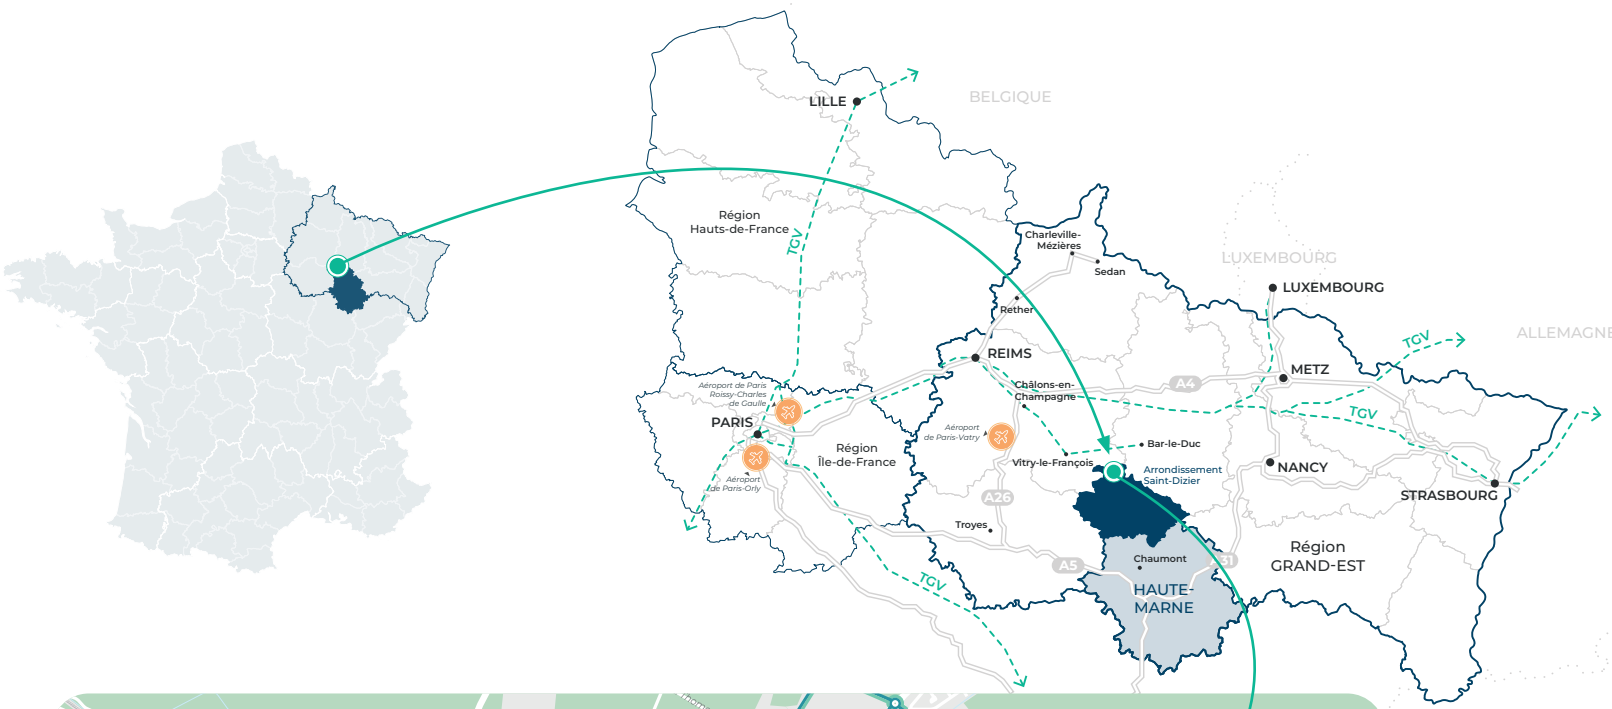 LILLE
BELGIQUE
Région
Hauts-de-France
TGV
Charleville-
Mézières
Sedan
Rether
LUXEMBOURG
LUXEMBOURG
ALLEMAGNE
REIMS
TGV
METZ
A4
Aéroport de Paris
Roissy-Charles
de Gaulle
Châlons-en-
Champagne
PARIS
TGV
Aéroport
de Paris-Vatry
Région
Île-de-France
Bar-le-Duc
Vitry-le-François
Arrondissement
Saint-Dizier
NANCY
Aéroport
de Paris-Orly
STRASBOURG
A26
Troyes
Région
GRAND-EST
A5
Chaumont
A31
TGV
HAUTE-
MARNE